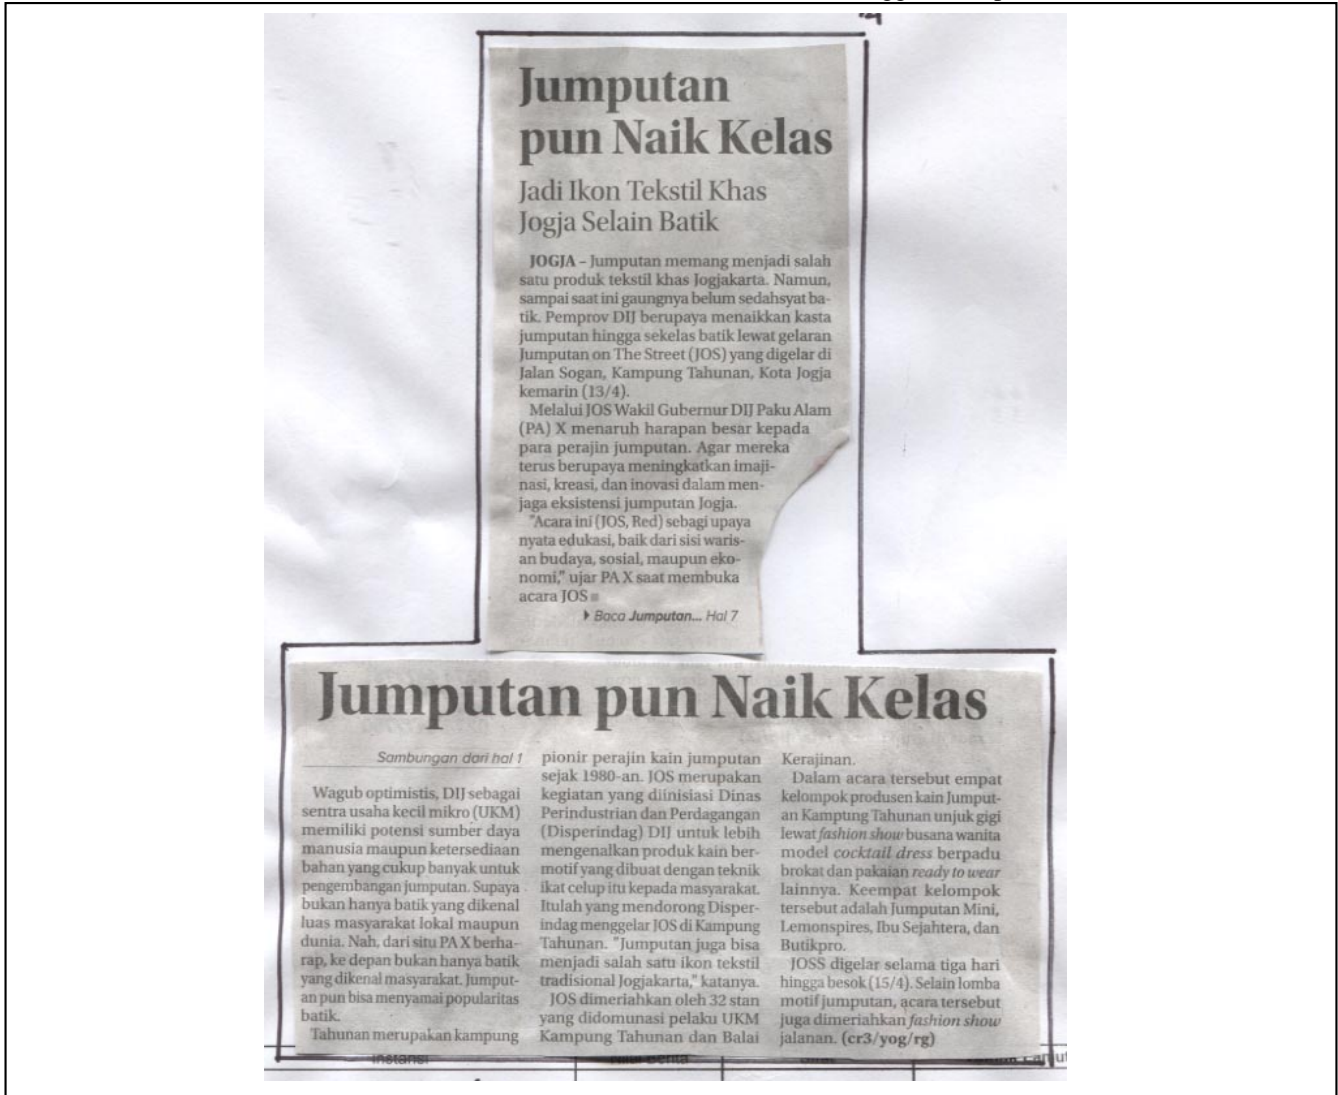 Jumputan
pun Naik Kelas
Jadi Ikon Tekstil Khas
Jogja Selain Batik
JOGJA – Jumputan memang menjadi salah
satu produk tekstil khas Jogjakarta. Namun,
sampai saat ini gaungnya belum sedahsyat ba-
tik. Pemprov DIJ berupaya menaikkan kasta
jumputan hingga sekelas batik lewat gelaran
Jumputan on The Street (JOS) yang digelar di
Jalan Sogan, Kampung Tahunan, Kota Jogja
kemarin (13/4).
Melalui JOS Wakil Gubernur DIJ Paku Alam
(PA) X menaruh harapan besar kepada
para perajin jumputan. Agar mereka
terus berupaya meningkatkan imaji-
nasi, kreasi, dan inovasi dalam men-
jaga eksistensi jumputan Jogja.
"Acara ini (JOS, Red) sebagi upaya
nyata edukasi, baik dari sisi waris-
an budaya, sosial, maupun eko-
nomi," ujar PA X saat membuka
acara JOS
Baca Jumputan... Hal 7
Jumputan pun Naik Kelas
Sambungan dari hal 1
Wagub optimistis, DIJ sebagai
sentra usaha kecil mikro (UKM)
memiliki potensi sumber daya
manusia maupun ketersediaan
bahan yang cukup banyak untuk
pengembangan jumputan. Supaya
bukan hanya batik yang dikenal
luas masyarakat lokal maupun
dunia. Nah, dari situ PA X berha-
rap, ke depan bukan hanya batik
yang dikenal masyarakat. Jumput-
an pun bisa menyamai popularitas
batik.
Tahunan merupakan kampung
pionir perajin kain jumputan
sejak 1980-an. JOS merupakan
kegiatan yang diinisiasi Dinas
Perindustrian dan Perdagangan
(Disperindag) DIJ untuk lebih
mengenalkan produk kain ber-
motif yang dibuat dengan teknik
ikat celup itu kepada masyarakat.
Itulah yang mendorong Disper-
indag menggelar JOS di Kampung
Tahunan. "Jumputan juga bisa
menjadi salah satu ikon tekstil
tradisional Jogjakarta," katanya.
JOS dimeriahkan oleh 32 stan
yang didomunasi pelaku UKM
Kampung Tahunan dan Balai
Kerajinan.
Dalam acara tersebut empat
kelompok produsen kain Jumput-
an Kampung Tahunan unjuk gigi
lewat fashion show busana wanita
model cocktail dress berpadu
brokat dan pakaian ready to wear
lainnya. Keempat kelompok
tersebut adalah Jumputan Mini,
Lemonspires, Ibu Sejahtera, dan
Butikpro.
JOSS digelar selama tiga hari
hingga besok (15/4). Selain lomba
motif jumputan, acara tersebut
juga dimeriahkan fashion show
jalanan. (cr3/yog/rg)